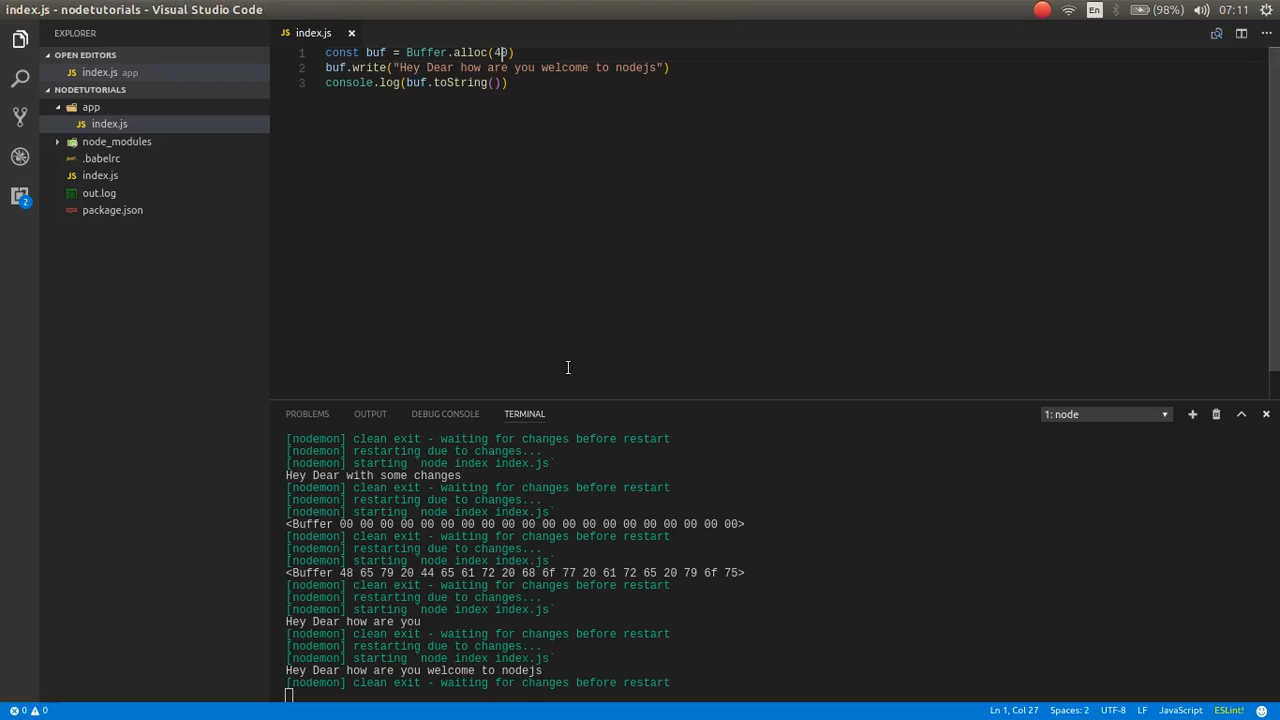 index.js - nodetutorials - Visual Studio Code
En
(98%)
07:11
EXPLORER
OPEN EDITORS
JS index.js app
NODETUTORIALS
app
JS index.js
node_modules
.babelrc
JS index.js
out.log
package.json
2
JS index.js ×
1 const buf = Buffer.alloc(40)
2 buf.write("Hey Dear how are you welcome to nodejs")
3 console.log(buf.toString())
PROBLEMS OUTPUT DEBUG CONSOLE TERMINAL
1: node
[nodemon] clean exit - waiting for changes before restart
[nodemon] restarting due to changes...
[nodemon] starting `node index index.js`
Hey Dear with some changes
[nodemon] clean exit - waiting for changes before restart
[nodemon] restarting due to changes...
[nodemon] starting `node index index.js`
<Buffer 00 00 00 00 00 00 00 00 00 00 00 00 00 00 00 00 00 00 00 00>
[nodemon] clean exit - waiting for changes before restart
[nodemon] restarting due to changes...
[nodemon] starting `node index index.js`
<Buffer 48 65 79 20 44 65 61 72 20 68 6f 77 20 61 72 65 20 79 6f 75>
[nodemon] clean exit - waiting for changes before restart
[nodemon] restarting due to changes...
[nodemon] starting `node index index.js`
Hey Dear how are you
[nodemon] clean exit - waiting for changes before restart
[nodemon] restarting due to changes...
[nodemon] starting `node index index.js`
Hey Dear how are you welcome to nodejs
[nodemon] clean exit - waiting for changes before restart
0 0
Ln 1, Col 27 Spaces: 2 UTF-8 LF JavaScript ESLint!